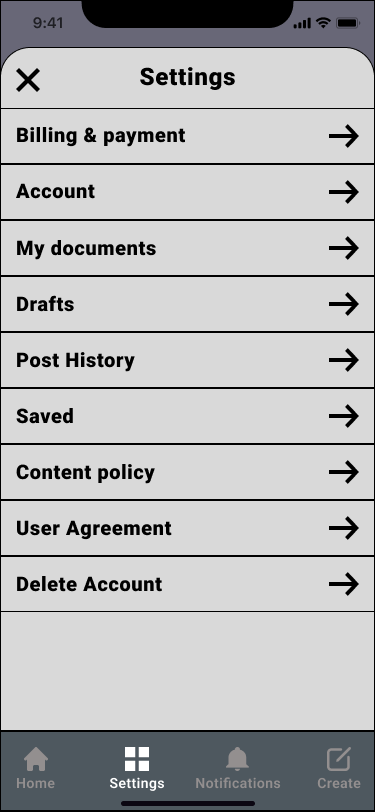 9:41
Settings
Billing & payment
Account
My documents
Drafts
Post History
Saved
Content policy
User Agreement
Delete Account
Home Settings Notifications Create